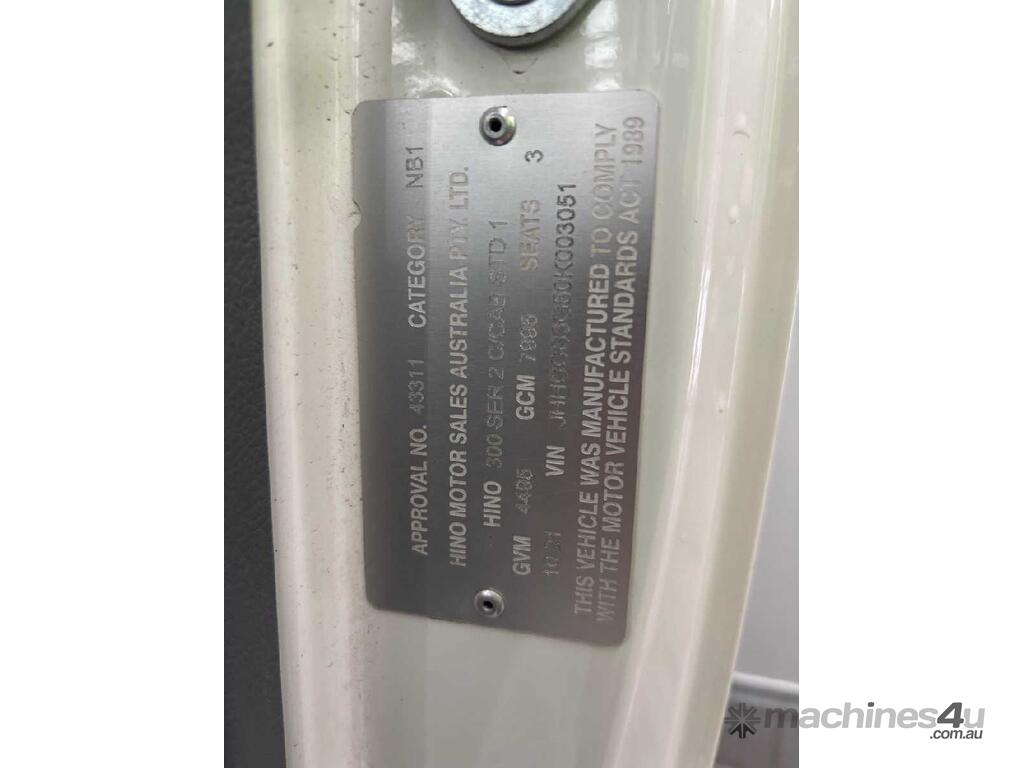 APPROVAL NO. 43311 CATEGORY NB1
HINO MOTOR SALES AUSTRALIA PTY. LTD.
HINO 300 SER 2 C/CAB STD 1
GVM 4495 GCM 7995 SEATS 3
10 21 VIN
THIS VEHICLE WAS MANUFACTURED TO COMPLY
WITH THE MOTOR VEHICLE STANDARDS ACT 1989
machines4u
.com.au